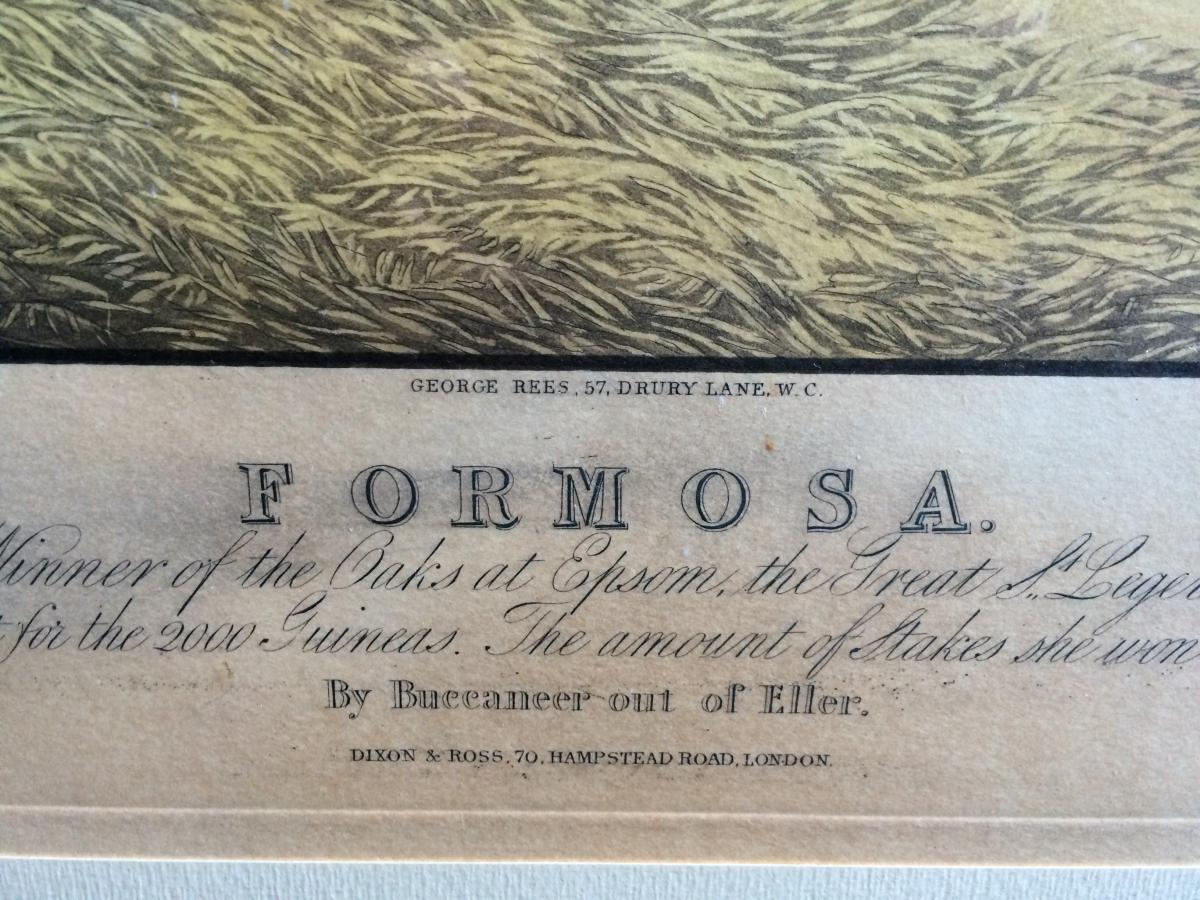 GEORGE REES, 57, DRURY LANE, W.C.
FORMOSA.
Winner of the Oaks at Epsom, the Great St. Leger
for the 2000 Guineas. The amount of Stakes she won
By Buccaneer out of Eller.
DIXON & ROSS, 70, HAMPSTEAD ROAD, LONDON.